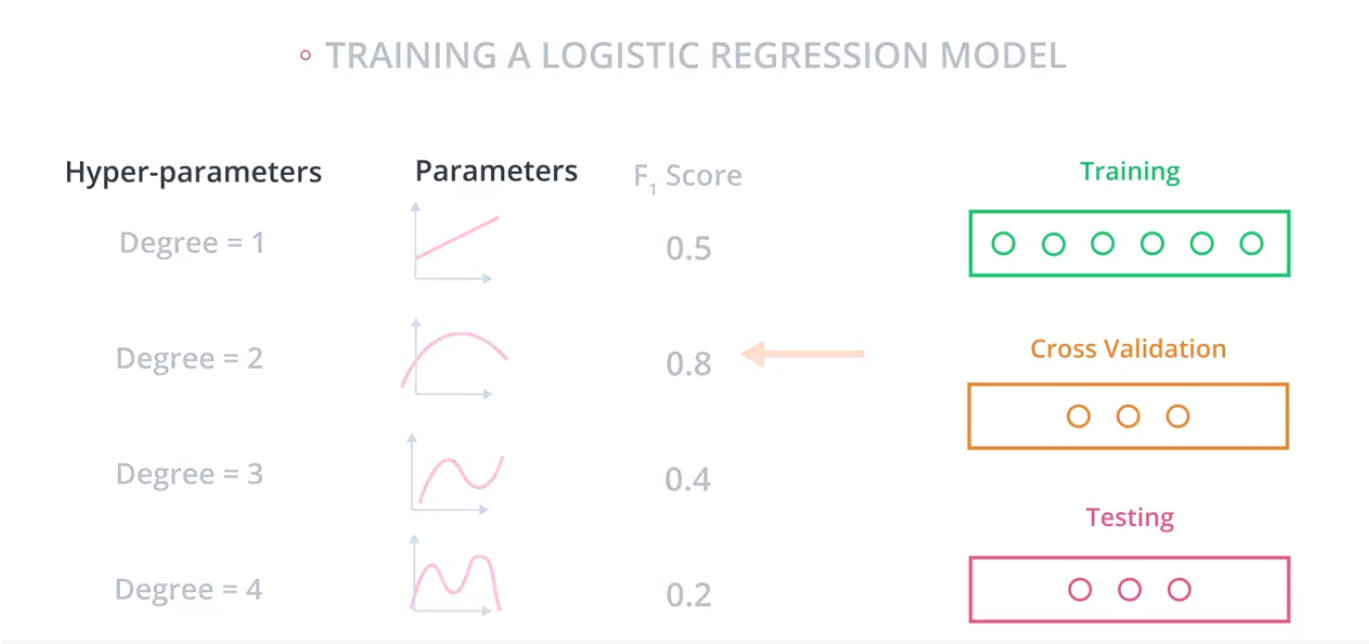 TRAINING A LOGISTIC REGRESSION MODEL
Hyper-parameters Parameters F1 Score Training
Degree = 1 0.5
Degree = 2 0.8
Cross Validation
Degree = 3 0.4
Testing
Degree = 4 0.2